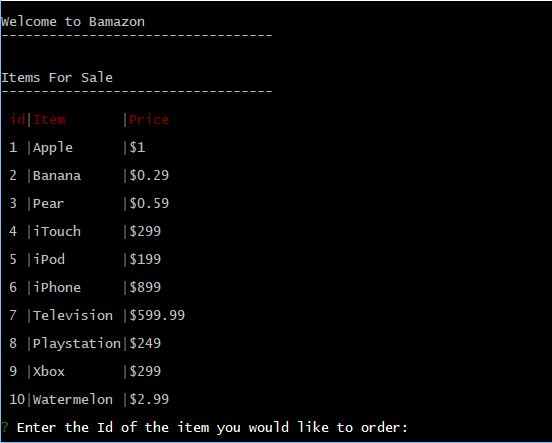 Welcome to Bamazon
----------------------------------
Items For Sale
----------------------------------
id|Item       |Price
1 |Apple      |$1
2 |Banana     |$0.29
3 |Pear       |$0.59
4 |iTouch     |$299
5 |iPod       |$199
6 |iPhone     |$899
7 |Television |$599.99
8 |Playstation|$249
9 |Xbox       |$299
10|Watermelon |$2.99
? Enter the Id of the item you would like to order: